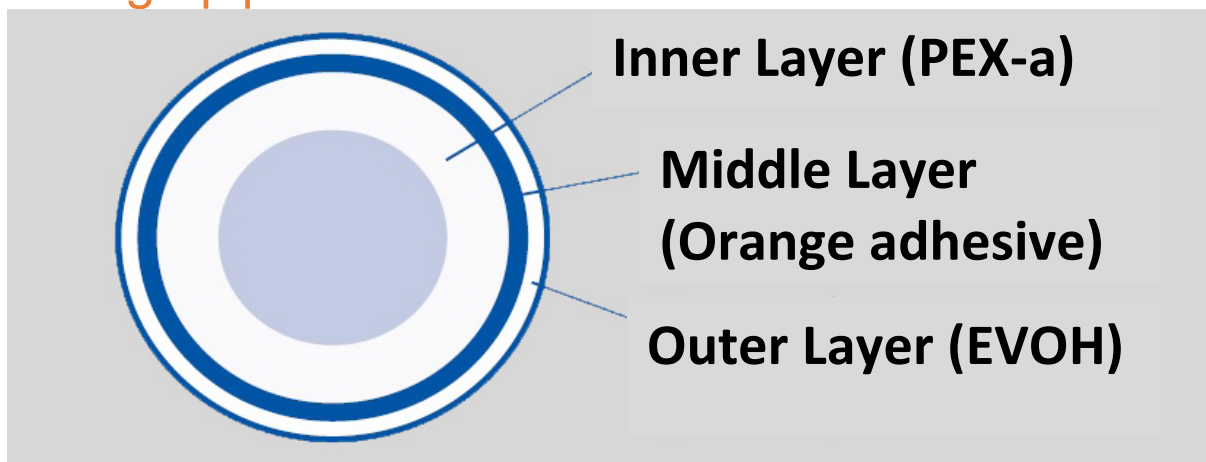 Inner Layer (PEX-a)
Middle Layer
(Orange adhesive)
Outer Layer (EVOH)